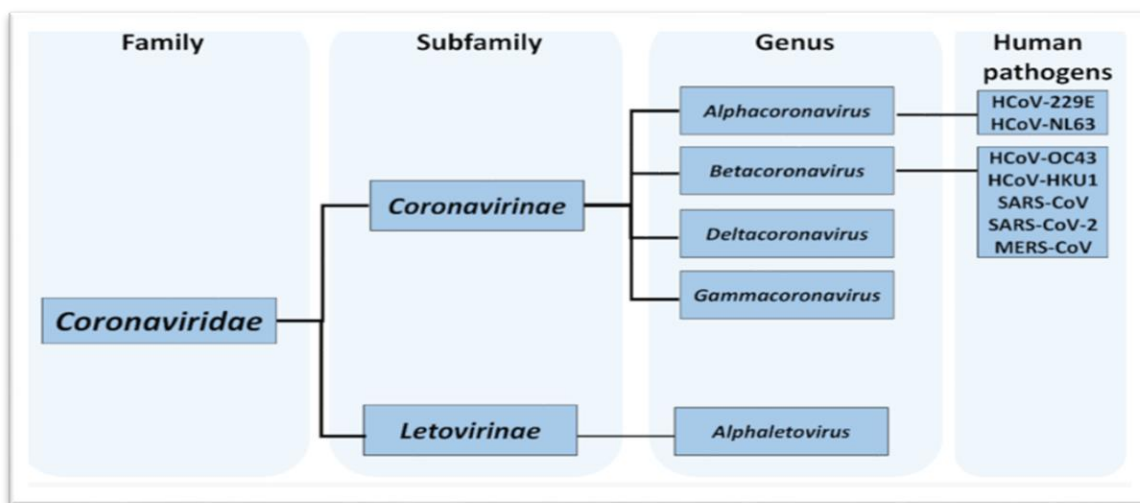 Family
Subfamily
Genus
Human
pathogens
Coronaviridae
Coronavirinae
Letovirinae
Alphacoronavirus
Betacoronavirus
Deltacoronavirus
Gammacoronavirus
Alphaletovirus
HCoV-229E
HCoV-NL63
HCoV-OC43
HCoV-HKU1
SARS-CoV
SARS-CoV-2
MERS-CoV